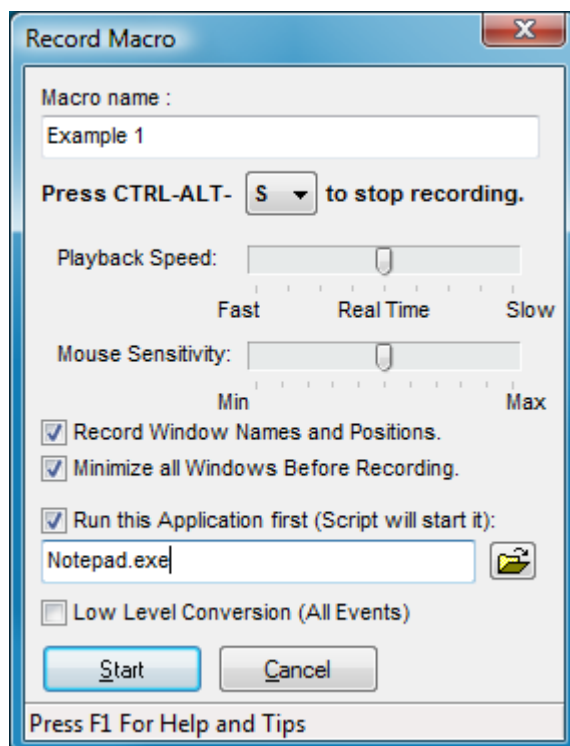 Record Macro
Macro name :
Example 1
Press CTRL-ALT- S to stop recording.
Playback Speed:
Fast Real Time Slow
Mouse Sensitivity:
Min Max
Record Window Names and Positions.
Minimize all Windows Before Recording.
Run this Application first (Script will start it):
Notepad.exe
Low Level Conversion (All Events)
Start Cancel
Press F1 For Help and Tips